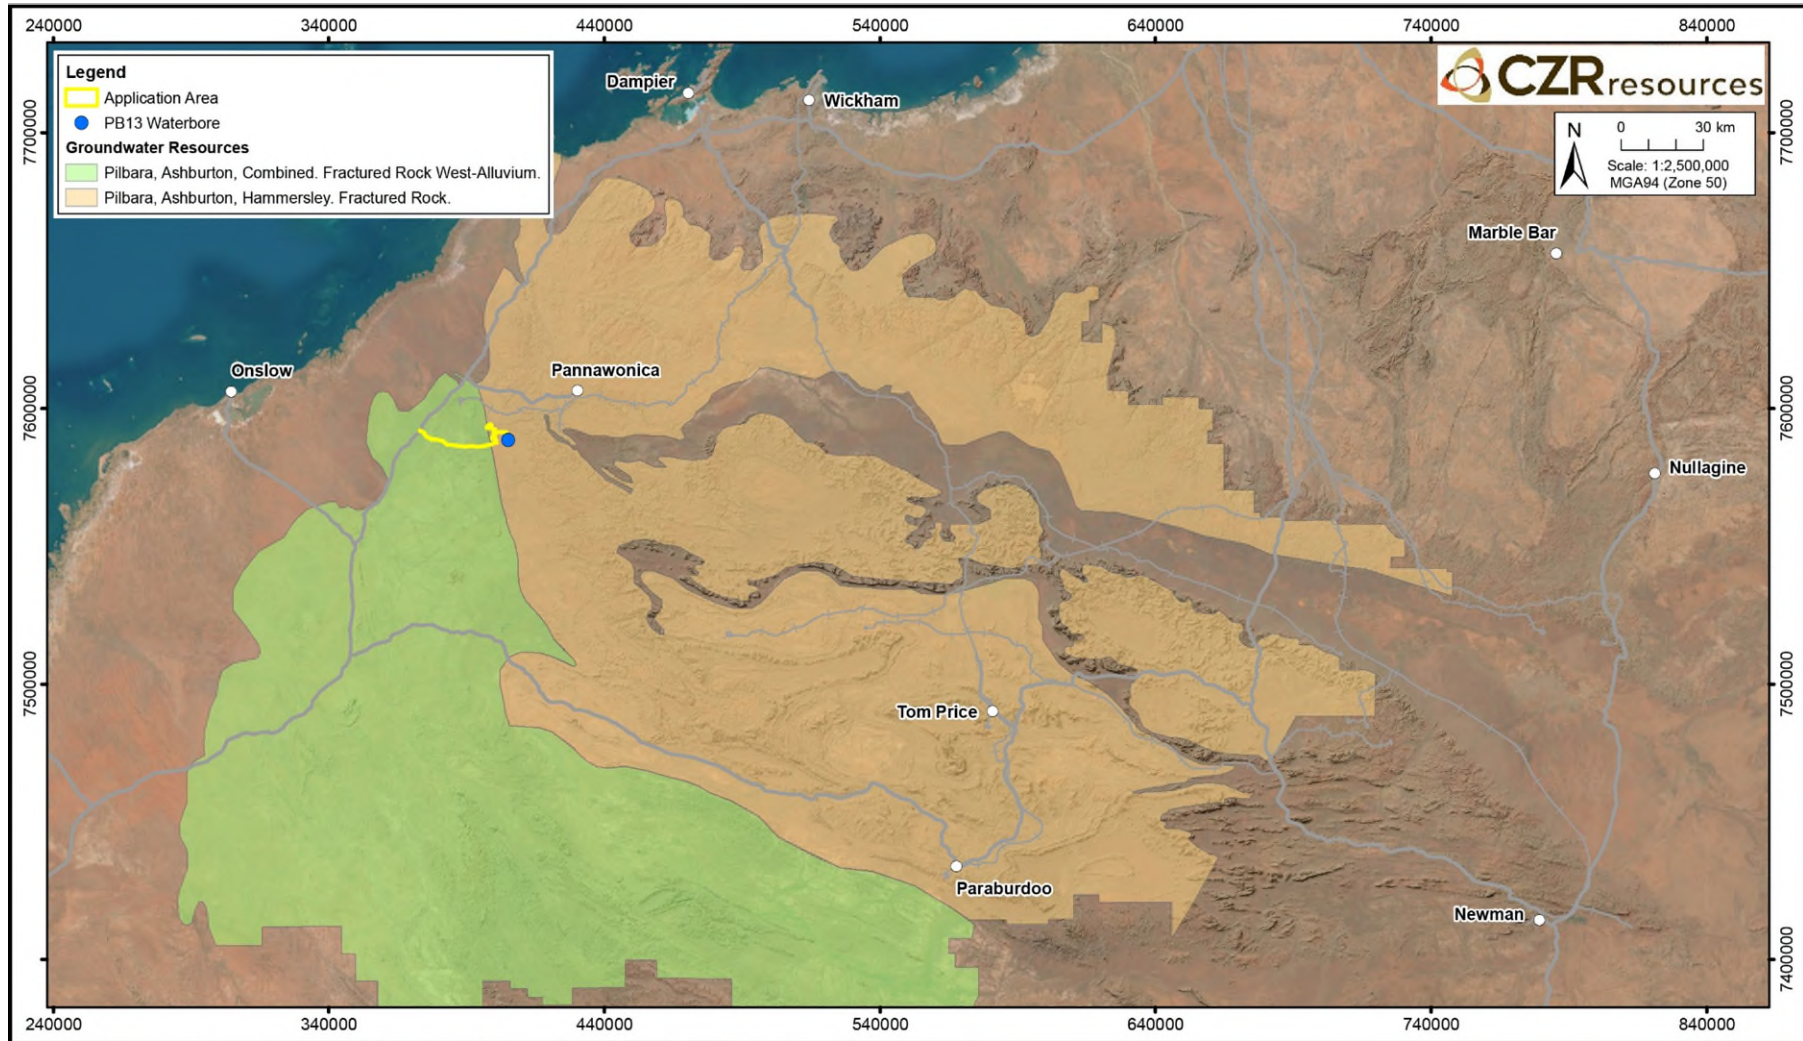 240000 340000 440000 540000 640000 740000 840000
Legend
Application Area
PB13 Waterbore
Groundwater Resources
Pilbara, Ashburton, Combined. Fractured Rock West-Alluvium.
Pilbara, Ashburton, Hammersley. Fractured Rock.
CZR resources
N
0 30 km
Scale: 1:2,500,000
MGA94 (Zone 50)
Dampier
Wickham
7700000 7700000
Marble Bar
Onslow
Pannawonica
7600000 7600000
Nullagine
7500000 7500000
Tom Price
Paraburdoo
Newman
7400000
240000 340000 440000 540000 640000 740000 840000